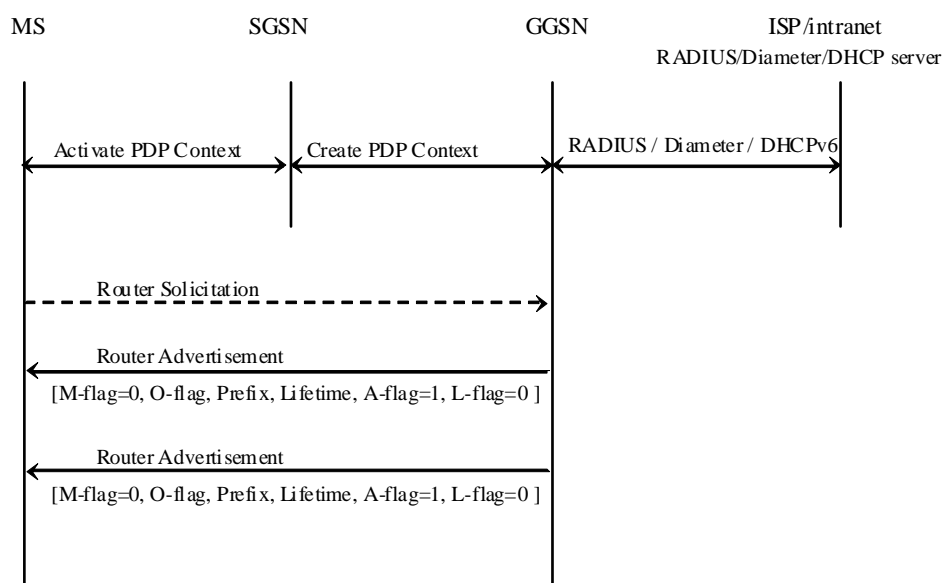 MS
SGSN
GGSN
ISP/intranet
RADIUS/Diameter/DHCP server
Activate PDP Context
Create PDP Context
RADIUS / Diameter / DHCPv6
Router Solicitation
Router Advertisement
[M-flag=0, O-flag, Prefix, Lifetime, A-flag=1, L-flag=0 ]
Router Advertisement
[M-flag=0, O-flag, Prefix, Lifetime, A-flag=1, L-flag=0 ]